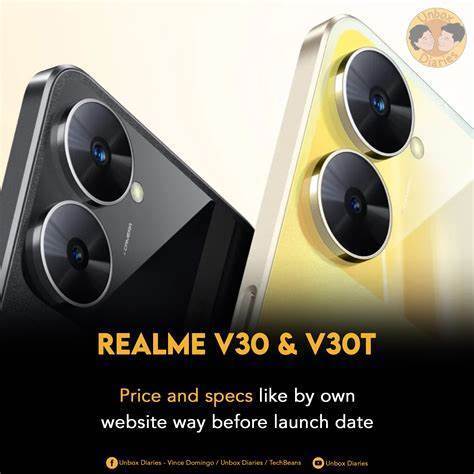 Unbox
Diaries
REALME V30 & V30T
Price and specs like by own
website way before launch date
Unbox Diaries - Vince Domingo / Unbox Diaries / TechBeans
Unbox Diaries